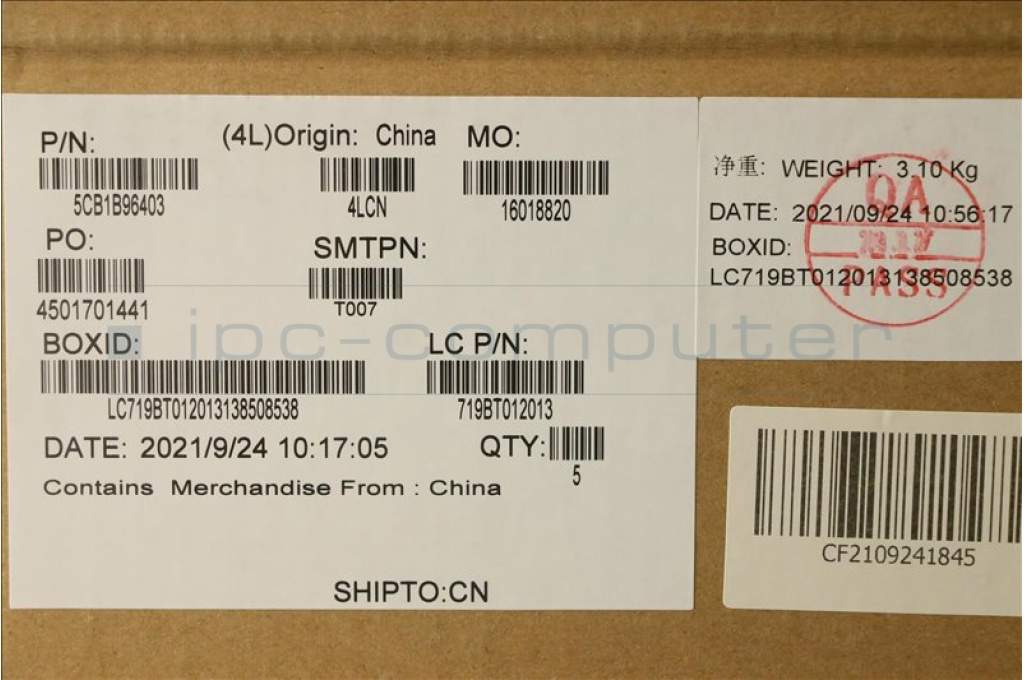 P/N: (4L)Origin: China MO:
5CB1B96403 4LCN 16018820
PO: SMTPN:
4501701441 T007
BOXID: LC P/N:
LC719BT012013138508538 719BT012013
DATE: 2021/9/24 10:17:05 QTY:
5
Contains Merchandise From : China
SHIPTO:CN
净重: WEIGHT: 3.10 Kg
DATE: 2021/09/24 10:56:17
BOXID:
LC719BT012013138508538
QA
PASS
CF2109241845
ipc-computer